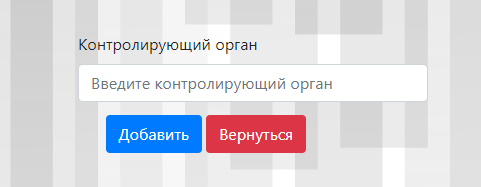 Контролирующий орган
Введите контролирующий орган
Добавить Вернуться